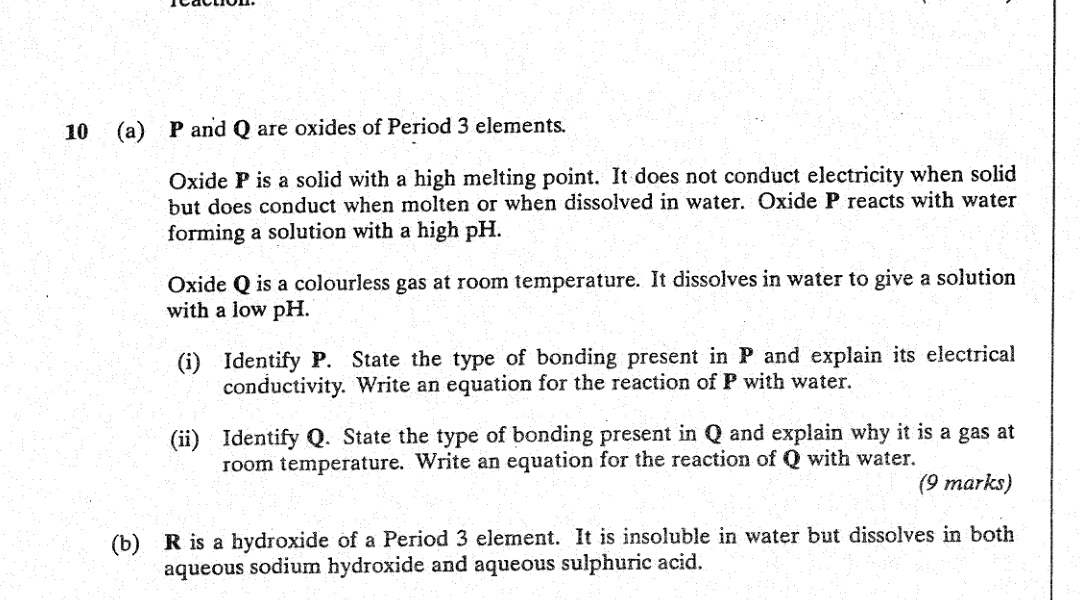 reaction.
10 (a) P and Q are oxides of Period 3 elements.
Oxide P is a solid with a high melting point. It does not conduct electricity when solid
but does conduct when molten or when dissolved in water. Oxide P reacts with water
forming a solution with a high pH.
Oxide Q is a colourless gas at room temperature. It dissolves in water to give a solution
with a low pH.
(i) Identify P. State the type of bonding present in P and explain its electrical
conductivity. Write an equation for the reaction of P with water.
(ii) Identify Q. State the type of bonding present in Q and explain why it is a gas at
room temperature. Write an equation for the reaction of Q with water.
(9 marks)
(b) R is a hydroxide of a Period 3 element. It is insoluble in water but dissolves in both
aqueous sodium hydroxide and aqueous sulphuric acid.